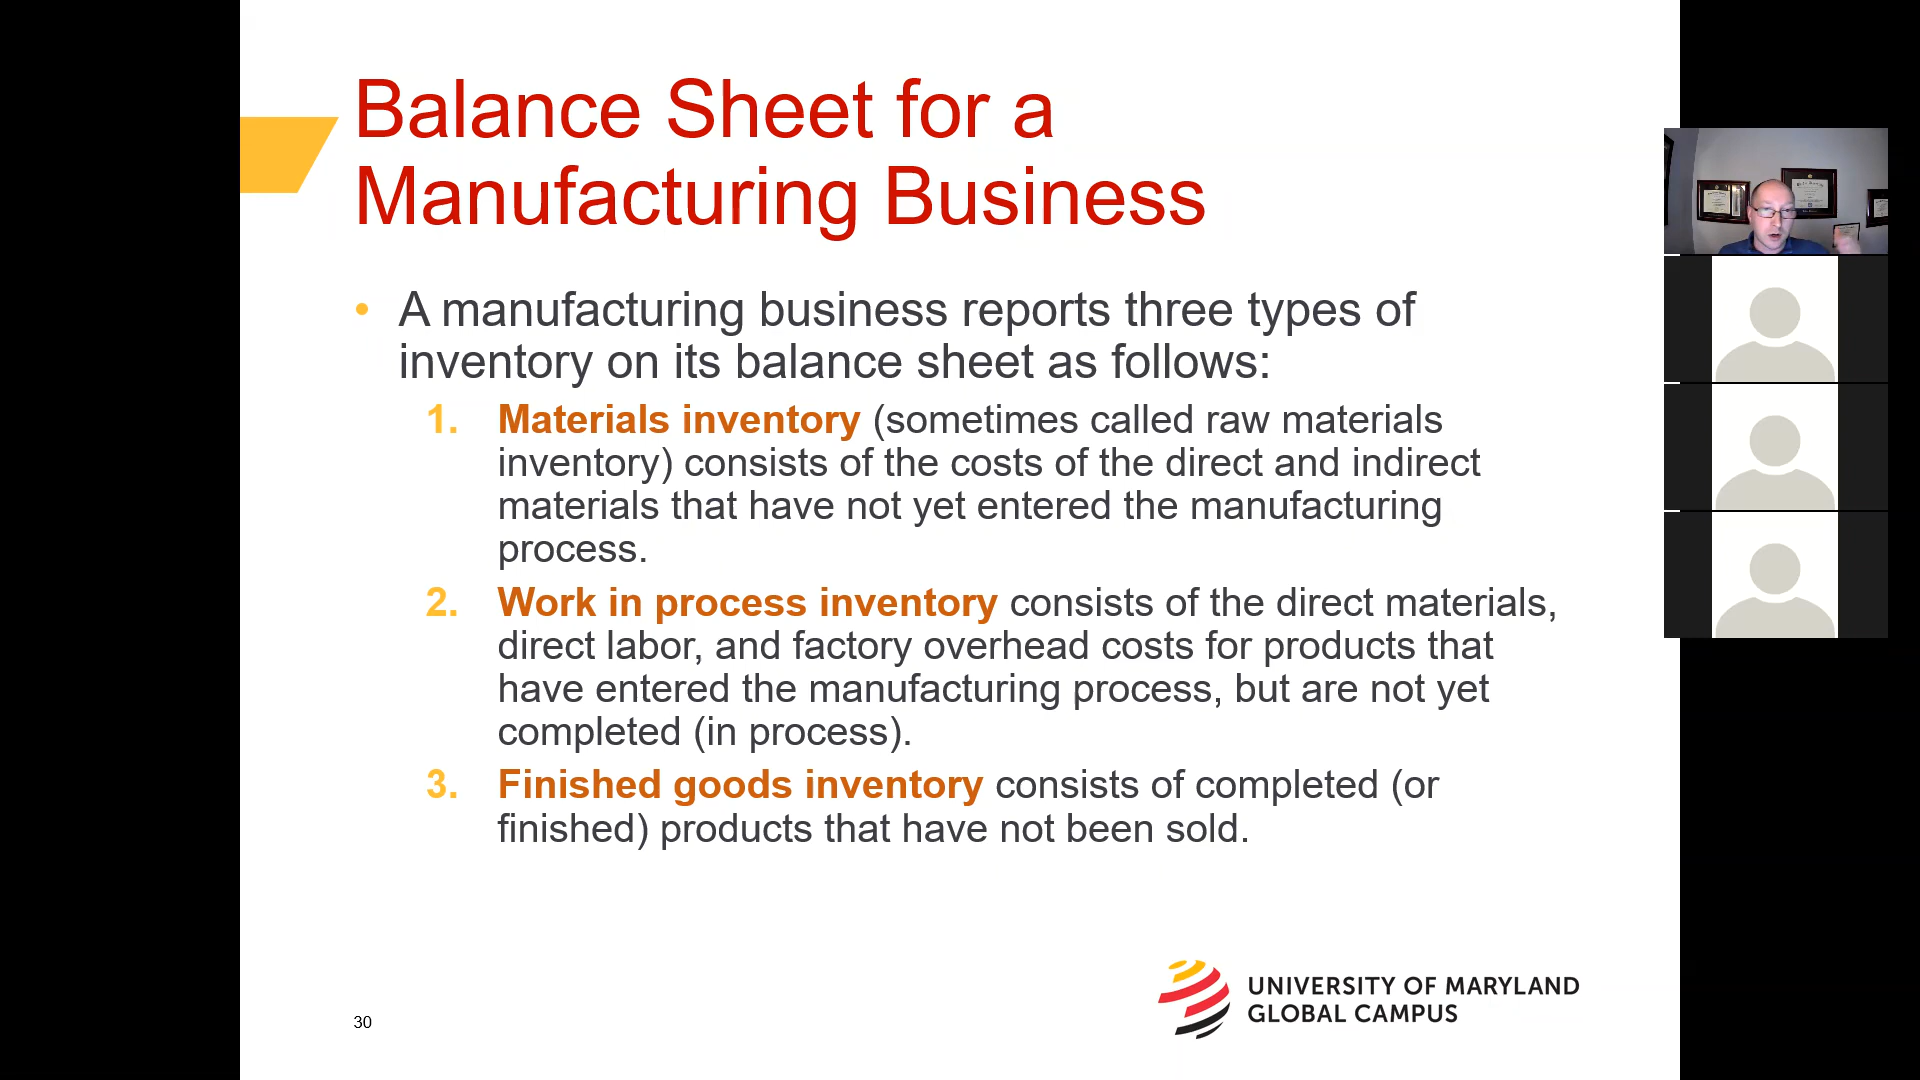 Balance Sheet for a
Manufacturing Business
• A manufacturing business reports three types of
inventory on its balance sheet as follows:
1. Materials inventory (sometimes called raw materials
inventory) consists of the costs of the direct and indirect
materials that have not yet entered the manufacturing
process.
2. Work in process inventory consists of the direct materials,
direct labor, and factory overhead costs for products that
have entered the manufacturing process, but are not yet
completed (in process).
3. Finished goods inventory consists of completed (or
finished) products that have not been sold.
UNIVERSITY OF MARYLAND
GLOBAL CAMPUS
30